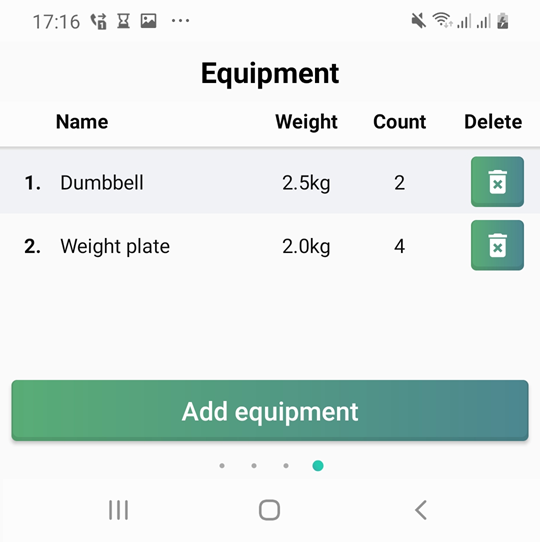 17:16
Equipment
Name Weight Count Delete
1. Dumbbell 2.5kg 2
2. Weight plate 2.0kg 4
Add equipment